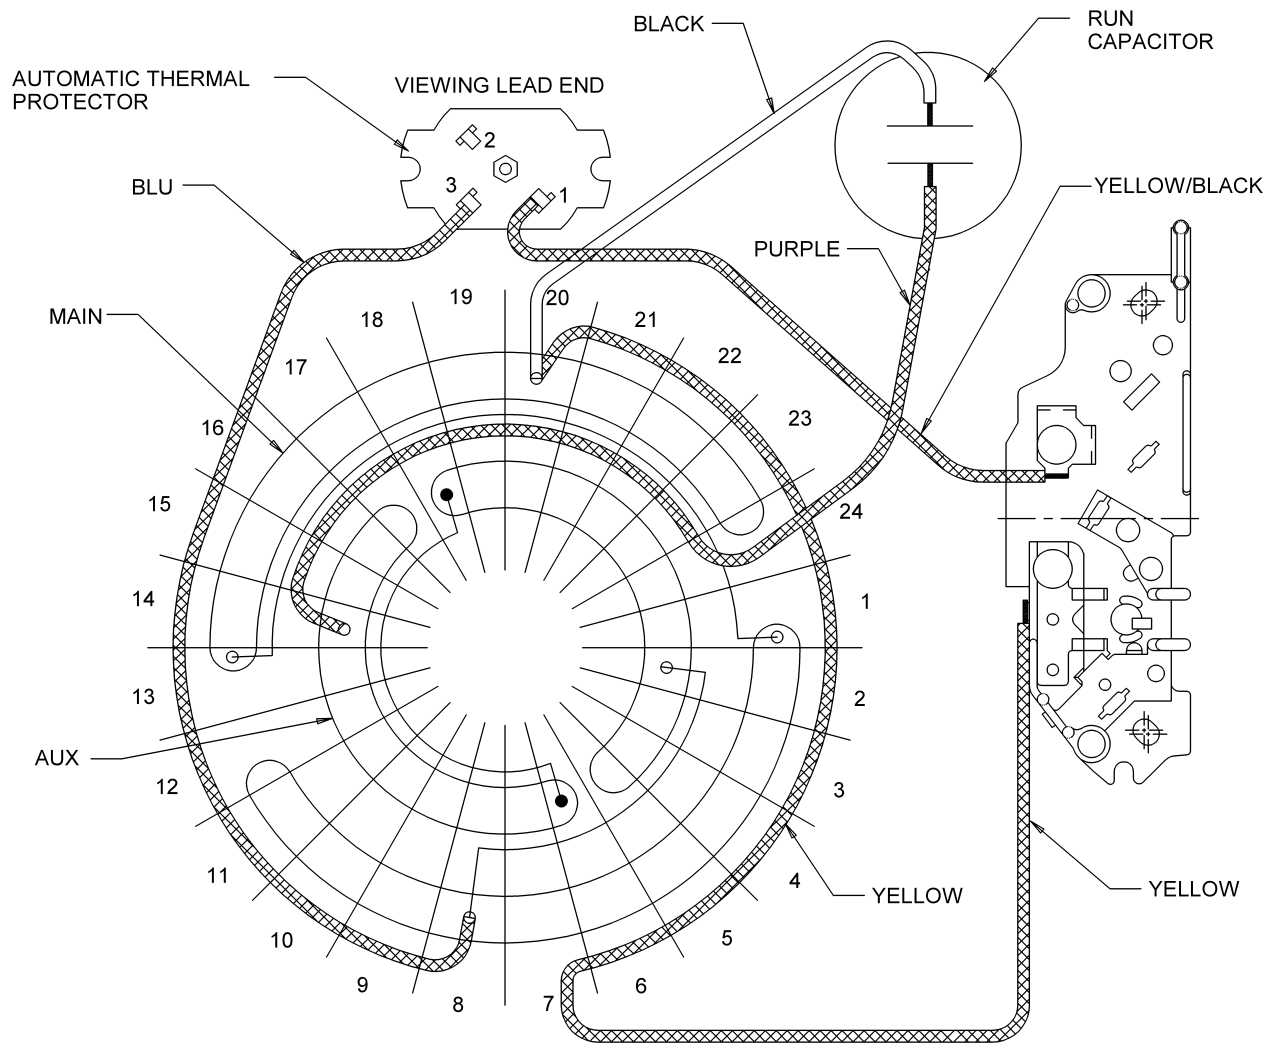 BLACK
RUN
CAPACITOR
AUTOMATIC THERMAL
PROTECTOR
VIEWING LEAD END
2
3
1
BLU
YELLOW/BLACK
PURPLE
MAIN
19
20
18
21
17
22
16
23
15
24
14
1
13
2
AUX
12
3
11
4
YELLOW
YELLOW
10
5
9
6
8
7